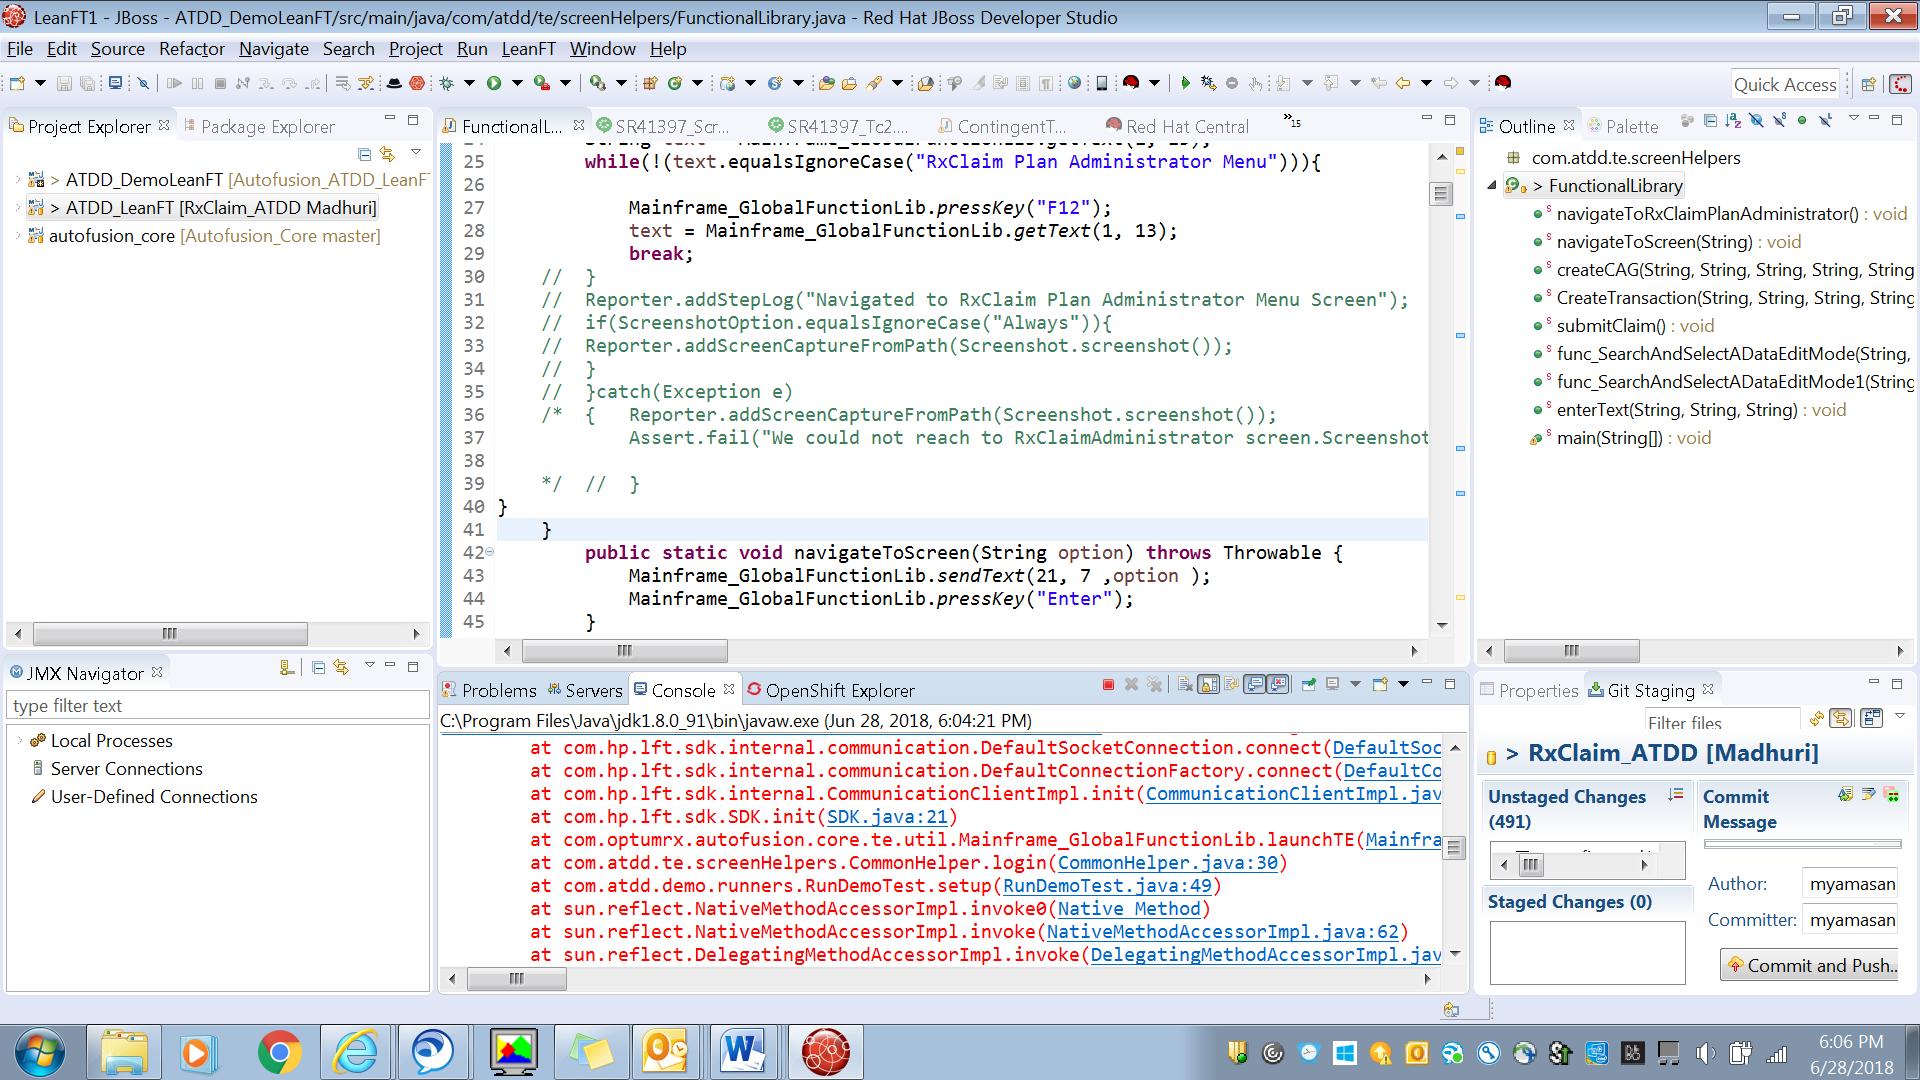 LeanFT1 - JBoss - ATDD_DemoLeanFT/src/main/java/com/atdd/te/screenHelpers/FunctionalLibrary.java - Red Hat JBoss Developer Studio
File Edit Source Refactor Navigate Search Project Run LeanFT Window Help
Quick Access
Project Explorer Package Explorer
> ATDD_DemoLeanFT [Autofusion_ATDD_LeanFT
> ATDD_LeanFT [RxClaim_ATDD Madhuri]
autofusion_core [Autofusion_Core master]
FunctionalL... SR41397_Scr... SR41397_Tc2.... ContingentT... Red Hat Central »15
25 while(!(text.equalsIgnoreCase("RxClaim Plan Administrator Menu"))){
26
27 Mainframe_GlobalFunctionLib.pressKey("F12");
28 text = Mainframe_GlobalFunctionLib.getText(1, 13);
29 break;
30 // }
31 // Reporter.addStepLog("Navigated to RxClaim Plan Administrator Menu Screen");
32 // if(ScreenshotOption.equalsIgnoreCase("Always")){
33 // Reporter.addScreenCaptureFromPath(Screenshot.screenshot());
34 // }
35 // }catch(Exception e)
36 /* { Reporter.addScreenCaptureFromPath(Screenshot.screenshot());
37 Assert.fail("We could not reach to RxClaimAdministrator screen.Screenshot
38
39 */ // }
40 }
41 }
42 public static void navigateToScreen(String option) throws Throwable {
43 Mainframe_GlobalFunctionLib.sendText(21, 7 ,option );
44 Mainframe_GlobalFunctionLib.pressKey("Enter");
45 }
Outline Palette
com.atdd.te.screenHelpers
> FunctionalLibrary
navigateToRxClaimPlanAdministrator() : void
navigateToScreen(String) : void
createCAG(String, String, String, String, String
CreateTransaction(String, String, String, String
submitClaim() : void
func_SearchAndSelectADataEditMode(String,
func_SearchAndSelectADataEditMode1(String
enterText(String, String, String) : void
main(String[]) : void
JMX Navigator
type filter text
Local Processes
Server Connections
User-Defined Connections
Problems Servers Console OpenShift Explorer
C:\Program Files\Java\jdk1.8.0_91\bin\javaw.exe (Jun 28, 2018, 6:04:21 PM)
at com.hp.lft.sdk.internal.communication.DefaultSocketConnection.connect(DefaultSoc
at com.hp.lft.sdk.internal.communication.DefaultConnectionFactory.connect(DefaultCo
at com.hp.lft.sdk.internal.CommunicationClientImpl.init(CommunicationClientImpl.jav
at com.hp.lft.sdk.SDK.init(SDK.java:21)
at com.optumrx.autofusion.core.te.util.Mainframe_GlobalFunctionLib.launchTE(Mainfra
at com.atdd.te.screenHelpers.CommonHelper.login(CommonHelper.java:30)
at com.atdd.demo.runners.RunDemoTest.setup(RunDemoTest.java:49)
at sun.reflect.NativeMethodAccessorImpl.invoke0(Native Method)
at sun.reflect.NativeMethodAccessorImpl.invoke(NativeMethodAccessorImpl.java:62)
at sun.reflect.DelegatingMethodAccessorImpl.invoke(DelegatingMethodAccessorImpl.jav
Properties Git Staging
Filter files
> RxClaim_ATDD [Madhuri]
Unstaged Changes (491)
Staged Changes (0)
Commit Message
Author: myamasan
Committer: myamasan
Commit and Push..
6:06 PM
6/28/2018